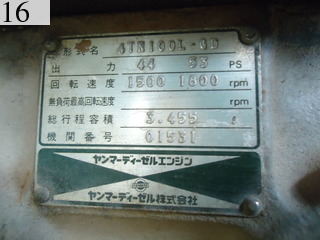 16
形式名 4TN100L-GD
出力 44 53 PS
回転速度 1500 1800 rpm
無負荷最高回転速度 rpm
総行程容積 3.455 ℓ
機関番号 01531
ヤンマーディーゼルエンジン
ヤンマーディーゼル株式会社